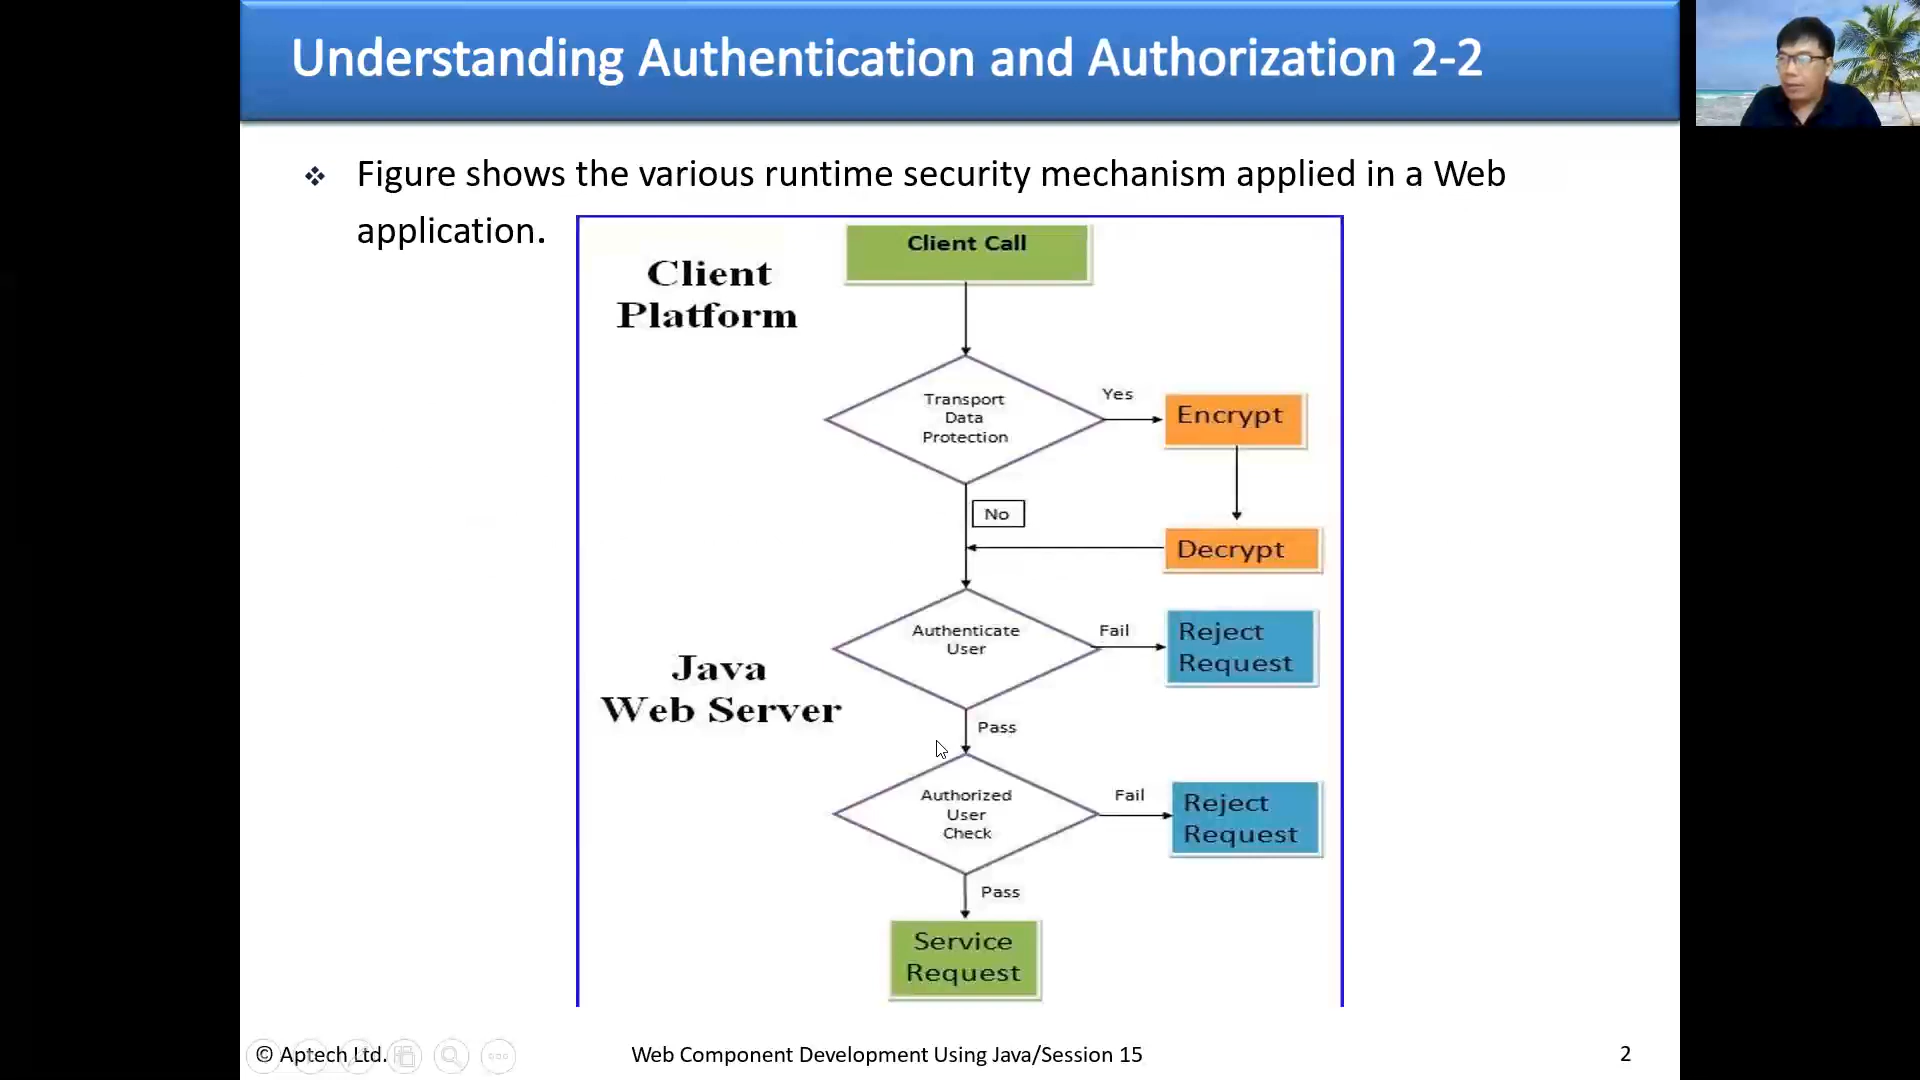 Understanding Authentication and Authorization 2-2
Figure shows the various runtime security mechanism applied in a Web
application.
Client Call
Client
Platform
Transport
Data
Protection
Yes
Encrypt
No
Decrypt
Authenticate
User
Fail
Reject
Request
Java
Web Server
Pass
Authorized
User
Check
Fail
Reject
Request
Pass
Service
Request
© Aptech Ltd.
Web Component Development Using Java/Session 15
2